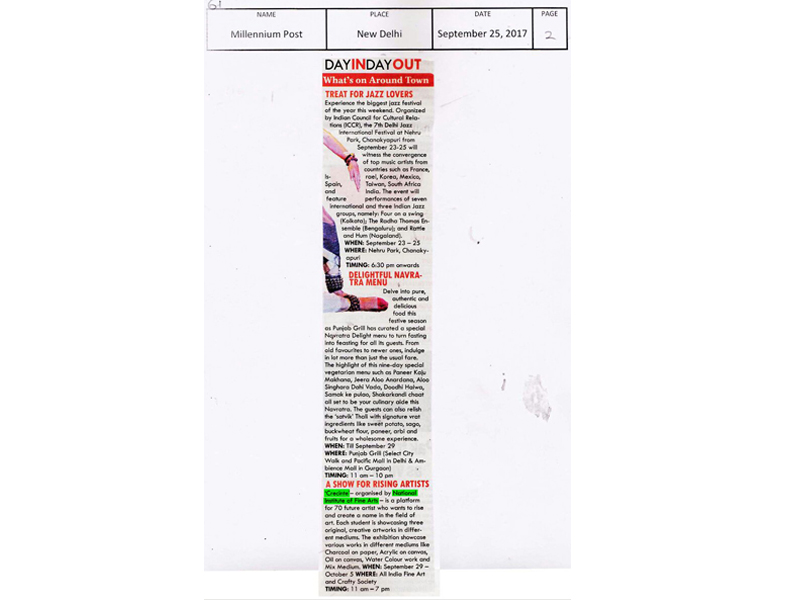 61
NAME
PLACE
DATE
PAGE
Millennium Post
New Delhi
September 25, 2017
2
DAYINDAYOUT
What's on Around Town
TREAT FOR JAZZ LOVERS
Experience the biggest jazz festival
of the year this weekend. Organized
by Indian Council for Cultural Rela-
tions (ICCR), the 7th Delhi Jazz
International Festival at Nehru
Park, Chanakyapuri from
September 23-25 will
witness the convergence
of top music artists from
countries such as France,
Is- rael, Korea, Mexico,
Spain, Taiwan, South Africa
and India. The event will
feature performances of seven
international and three Indian Jazz
groups, namely: Four on a swing
(Kolkata); The Radha Thomas En-
semble (Bengaluru); and Rattle
and Hum (Nagaland).
WHEN: September 23 – 25
WHERE: Nehru Park, Chanaky-
apuri
TIMING: 6:30 pm onwards
DELIGHTFUL NAVRA-
TRA MENU
Delve into pure,
authentic and
delicious
food this
festive season
as Punjab Grill has curated a special
Navratra Delight menu to turn fasting
into feasting for all its guests. From
old favourites to newer ones, indulge
in lot more than just the usual fare.
The highlight of this nine-day special
vegetarian menu such as Paneer Kaju
Makhana, Jeera Aloo Anardana, Aloo
Singhara Dahi Vada, Doodhi Halwa,
Samak ke pulao, Shakarkandi chaat
all set to be your culinary aide this
Navratra. The guests can also relish
the 'satvik' Thali with signature vrat
ingredients like sweet potato, sago,
buckwheat flour, paneer, arbi and
fruits for a wholesome experience.
WHEN: Till September 29
WHERE: Punjab Grill (Select City
Walk and Pacific Mall in Delhi & Am-
bience Mall in Gurgaon)
TIMING: 11 am – 10 pm
A SHOW FOR RISING ARTISTS
– organised by National
Institute of Fine Arts – is a platform
for 70 future artist who wants to rise
and create a name in the field of
art. Each student is showcasing three
original, creative artworks in differ-
ent mediums. The exhibition showcase
various works in different mediums like
Charcoal on paper, Acrylic on canvas,
Oil on canvas, Water Colour work and
Mix Medium. WHEN: September 29 –
October 5 WHERE: All India Fine Art
and Crafty Society
TIMING: 11 am – 7 pm